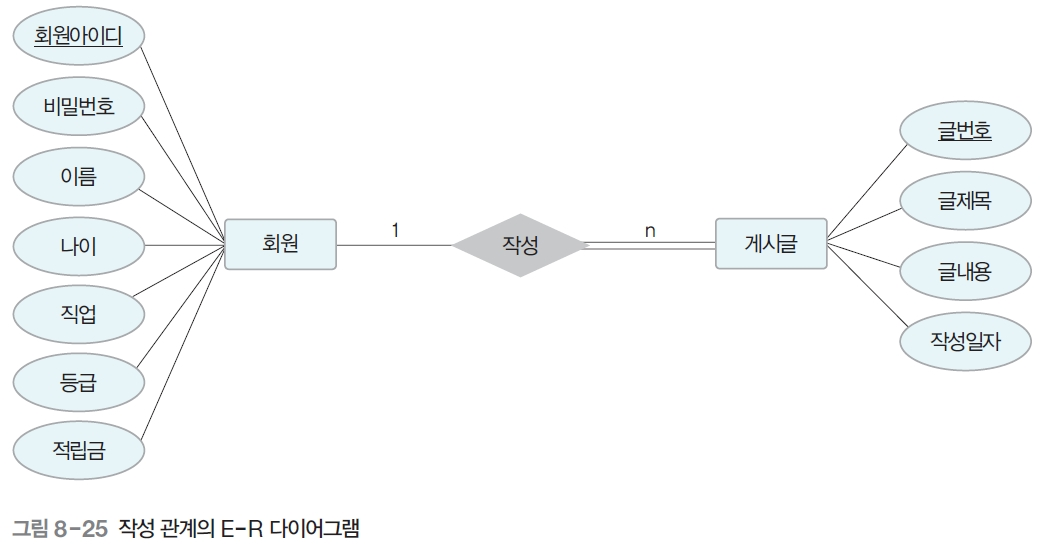 회원아이디
비밀번호
이름
나이
직업
등급
적립금
회원
1
작성
n
게시글
글번호
글제목
글내용
작성일자
그림 8-25 작성 관계의 E-R 다이어그램